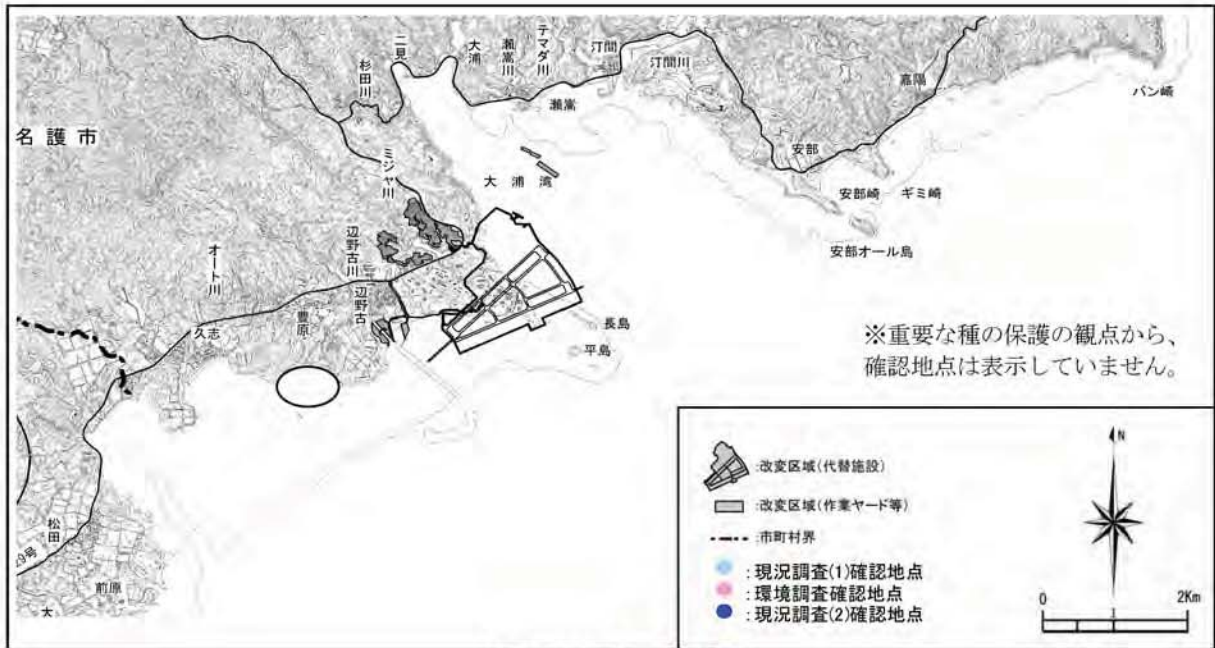 二見
大浦
瀬嵩川
テマダ川
汀間
汀間川
杉田川
瀬嵩
嘉陽
バン崎
名護市
ミジャ川
大浦湾
安部
安部崎
ギミ崎
安部オール島
オート川
辺野古川
辺野古
豊原
久志
長島
平島
※重要な種の保護の観点から、
確認地点は表示していません。
松田
29号
前原
:改変区域(代替施設)
:改変区域(作業ヤード等)
:市町村界
:現況調査(1)確認地点
:環境調査確認地点
:現況調査(2)確認地点
N
0 2Km